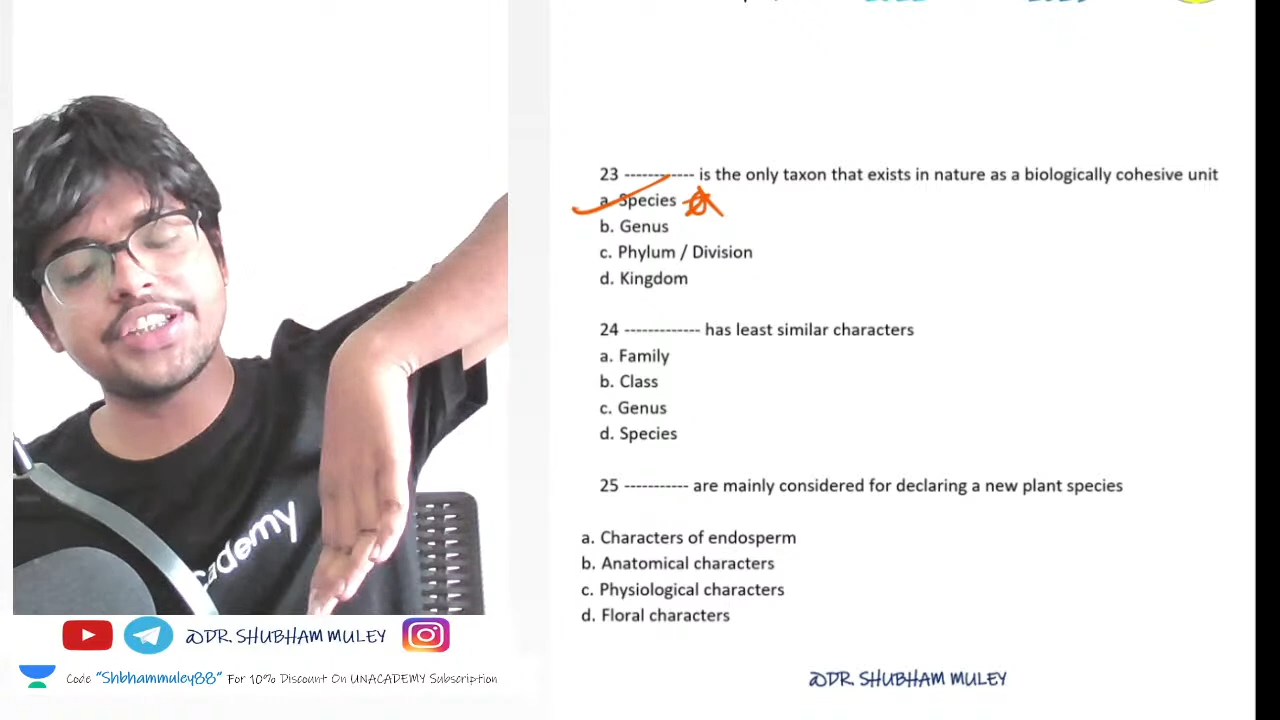 23 ------------ is the only taxon that exists in nature as a biologically cohesive unit
a. Species
b. Genus
c. Phylum / Division
d. Kingdom
24 ------------- has least similar characters
a. Family
b. Class
c. Genus
d. Species
25 ----------- are mainly considered for declaring a new plant species
a. Characters of endosperm
b. Anatomical characters
c. Physiological characters
d. Floral characters
cademy
@DR. SHUBHAM MULEY
Code "Shbhammuley88" For 10% Discount On UNACADEMY Subscription
@DR. SHUBHAM MULEY